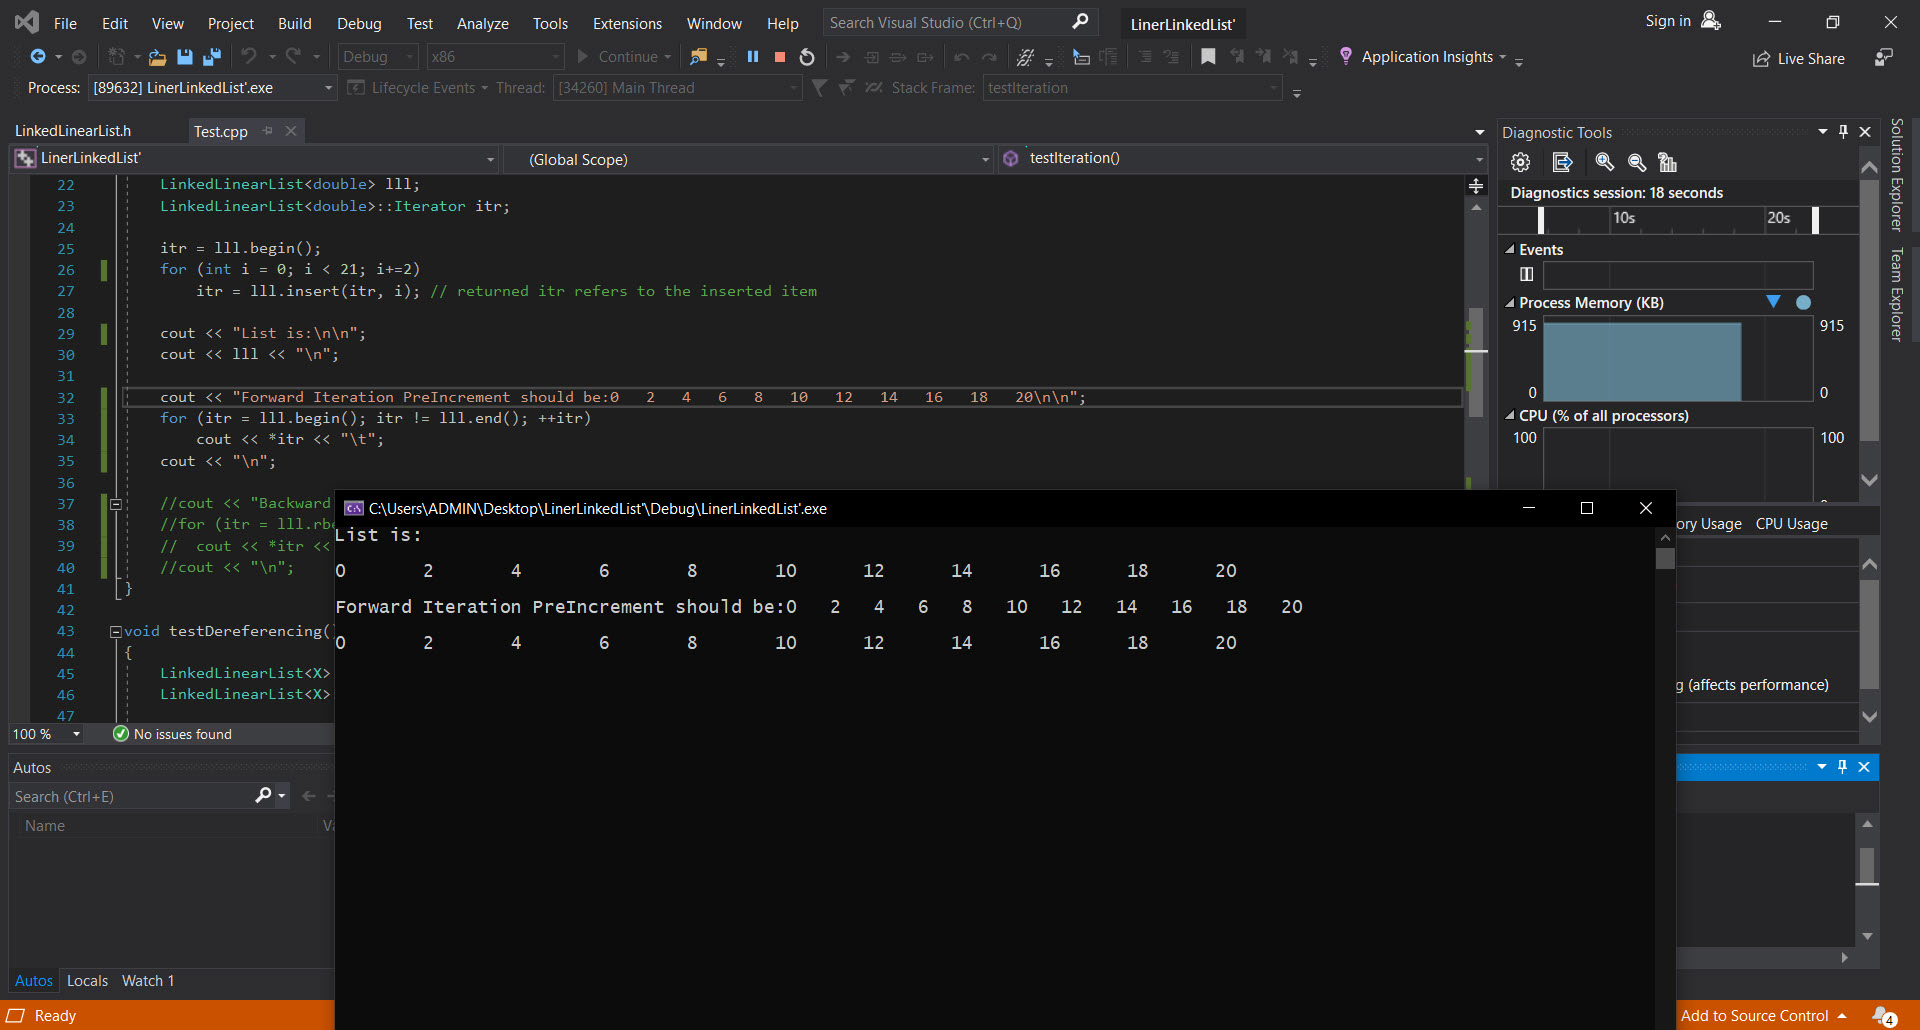 File Edit View Project Build Debug Test Analyze Tools Extensions Window Help Search Visual Studio (Ctrl+Q) LinerLinkedList' Sign in
Debug x86 Continue Application Insights Live Share
Process: [89632] LinerLinkedList'.exe Lifecycle Events Thread: [34260] Main Thread Stack Frame: testIteration
LinkedLinearList.h Test.cpp
LinerLinkedList' (Global Scope) testIteration()
22 LinkedLinearList<double> lll;
23 LinkedLinearList<double>::Iterator itr;
24
25 itr = lll.begin();
26 for (int i = 0; i < 21; i+=2)
27 itr = lll.insert(itr, i); // returned itr refers to the inserted item
28
29 cout << "List is:\n\n";
30 cout << lll << "\n";
31
32 cout << "Forward Iteration PreIncrement should be:0 2 4 6 8 10 12 14 16 18 20\n\n";
33 for (itr = lll.begin(); itr != lll.end(); ++itr)
34 cout << *itr << "\t";
35 cout << "\n";
36
37 //cout << "Backward
38 //for (itr = lll.rbe
39 // cout << *itr <<
40 //cout << "\n";
41 }
42
43 void testDereferencing()
44 {
45 LinkedLinearList<X>
46 LinkedLinearList<X>
47
100 % No issues found
C:\Users\ADMIN\Desktop\LinerLinkedList'\Debug\LinerLinkedList'.exe
List is:
0 2 4 6 8 10 12 14 16 18 20
Forward Iteration PreIncrement should be:0 2 4 6 8 10 12 14 16 18 20
0 2 4 6 8 10 12 14 16 18 20
Diagnostic Tools
Diagnostics session: 18 seconds
10s 20s
Events
Process Memory (KB)
915 915
0 0
CPU (% of all processors)
100 100
ory Usage CPU Usage
g (affects performance)
Solution Explorer
Team Explorer
Autos
Search (Ctrl+E)
Name Va
Autos Locals Watch 1
Ready Add to Source Control 4